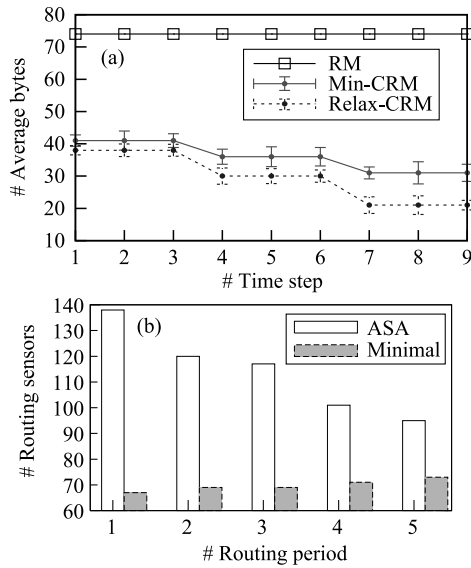 80
70
60
50
40
30
20
10
# Average bytes
(a)
RM
Min-CRM
Relax-CRM
1 2 3 4 5 6 7 8 9
# Time step
140
130
120
110
100
90
80
70
60
# Routing sensors
(b)
ASA
Minimal
1 2 3 4 5
# Routing period